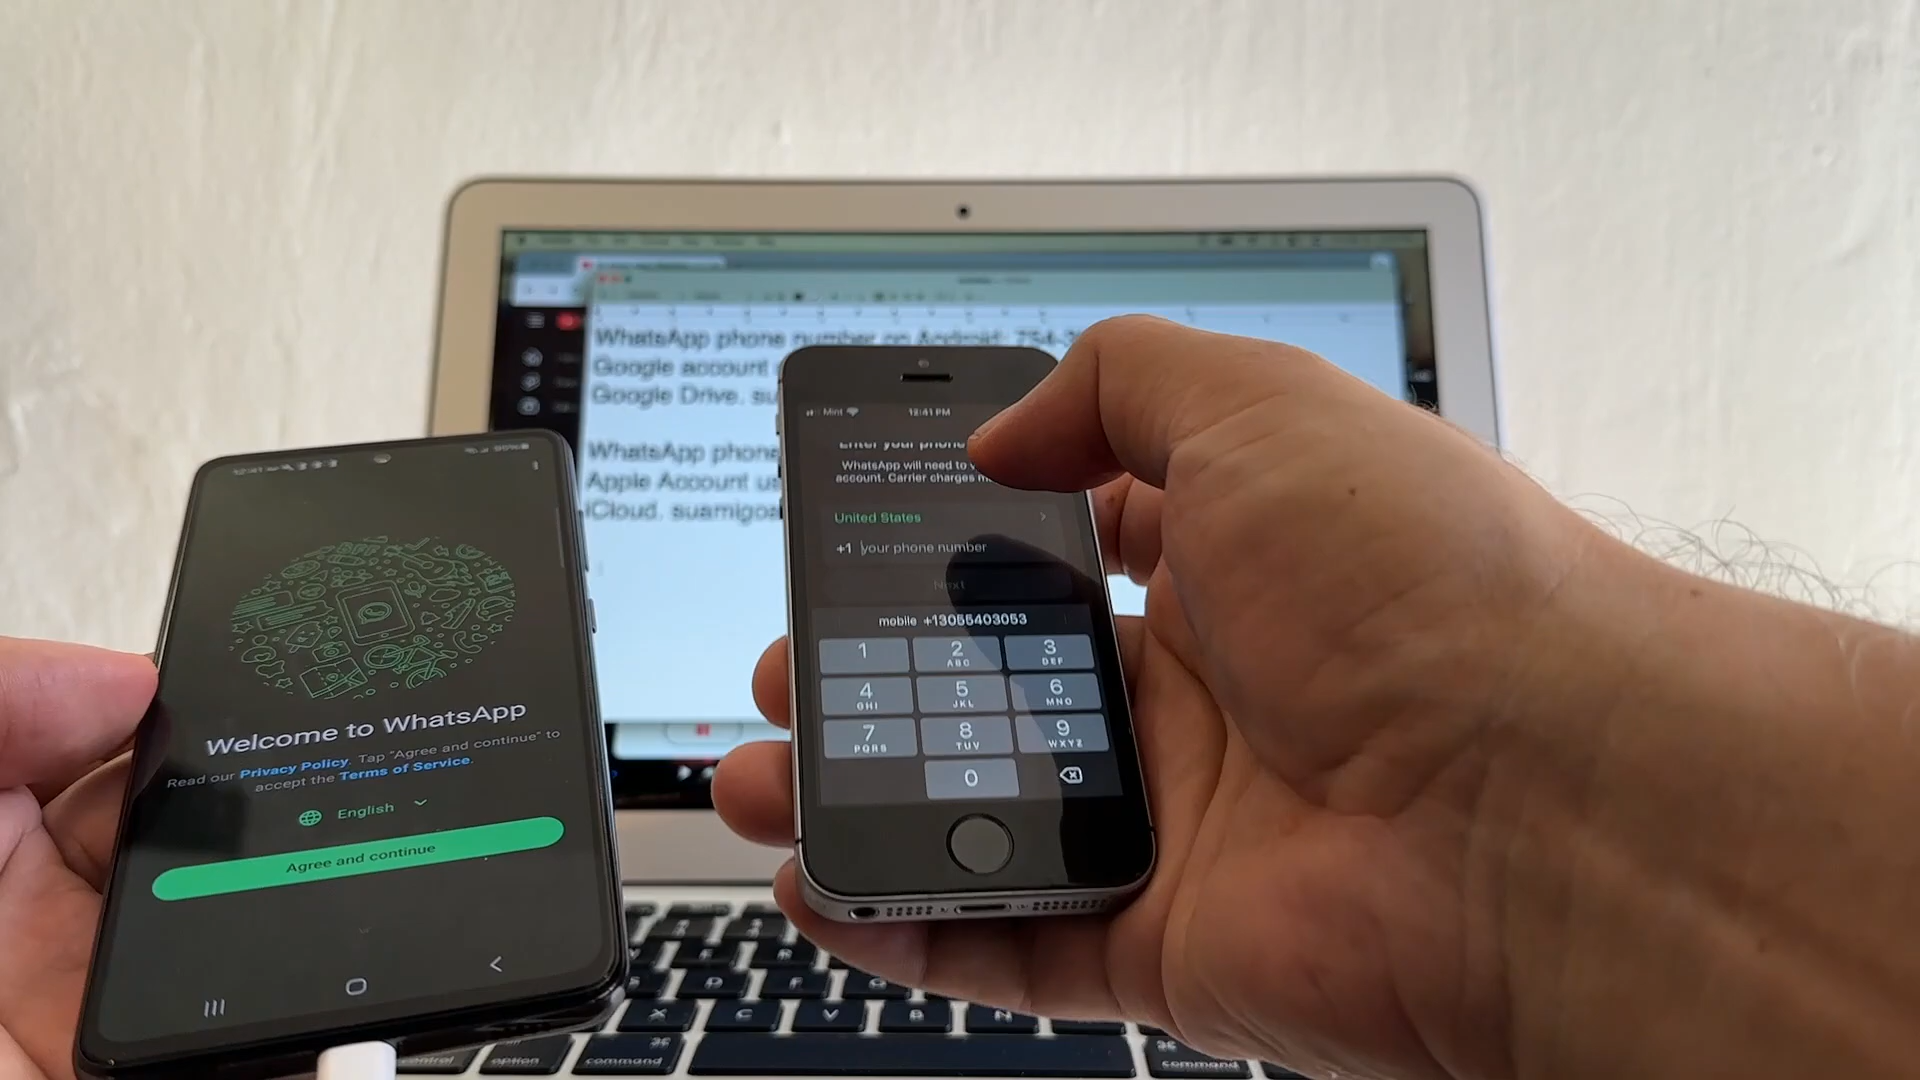 WhatsApp phone number on Android: 754-3
Google account
Google Drive. su
WhatsApp phone
Apple Account us
iCloud. suamigos
Welcome to WhatsApp
Read our Privacy Policy. Tap "Agree and continue" to
accept the Terms of Service.
English
Agree and continue
Mint 12:41 PM
Enter your phone
WhatsApp will need to
account. Carrier charges
United States
+1 your phone number
Next
mobile +13055403053
1 2 ABC 3 DEF
4 GHI 5 JKL 6 MNO
7 PQRS 8 TUV 9 WXYZ
0
X C V B N
control option command command